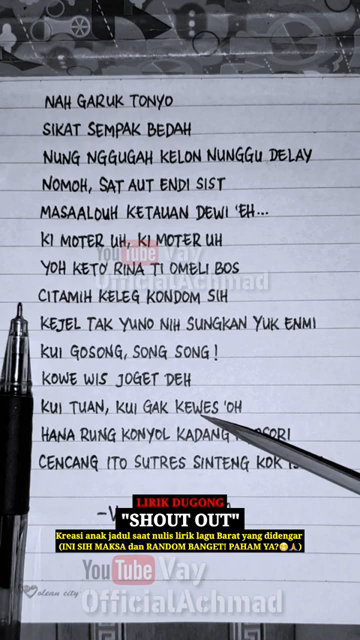 NAH GARUK TONYO
SIKAT SEMPAK BEDAH
NUNG NGGUGAH KELON NUNGGU DELAY
NOMOH, SAT AUT ENDI SIST
MASAALOUH KETAUAN DEWI 'EH...
KI MOTER UH, KI MOTER UH
YOH KETO' RINA TI OMELI BOS
CITAMIH KELEG KONDOM SIH
KEJEL TAK YUNO NIH SUNGKAN YUK ENMI
KUI GOSONG, SONG SONG!
KOWE WIS JOGET DEH
KUI TUAN, KUI GAK KEWES 'OH
HANA RUNG KONYOL KADANG
CENCANG ITO SUTRES SINTENG KOK
YouTube Vay
OfficialAchmad
LIRIK DUGONG
"SHOUT OUT"
Kreasi anak jadul saat nulis lirik lagu Barat yang didengar
(INI SIH MAKSA dan RANDOM BANGET! PAHAM YA?😁🙏)
YouTube Vay
OfficialAchmad
olean city